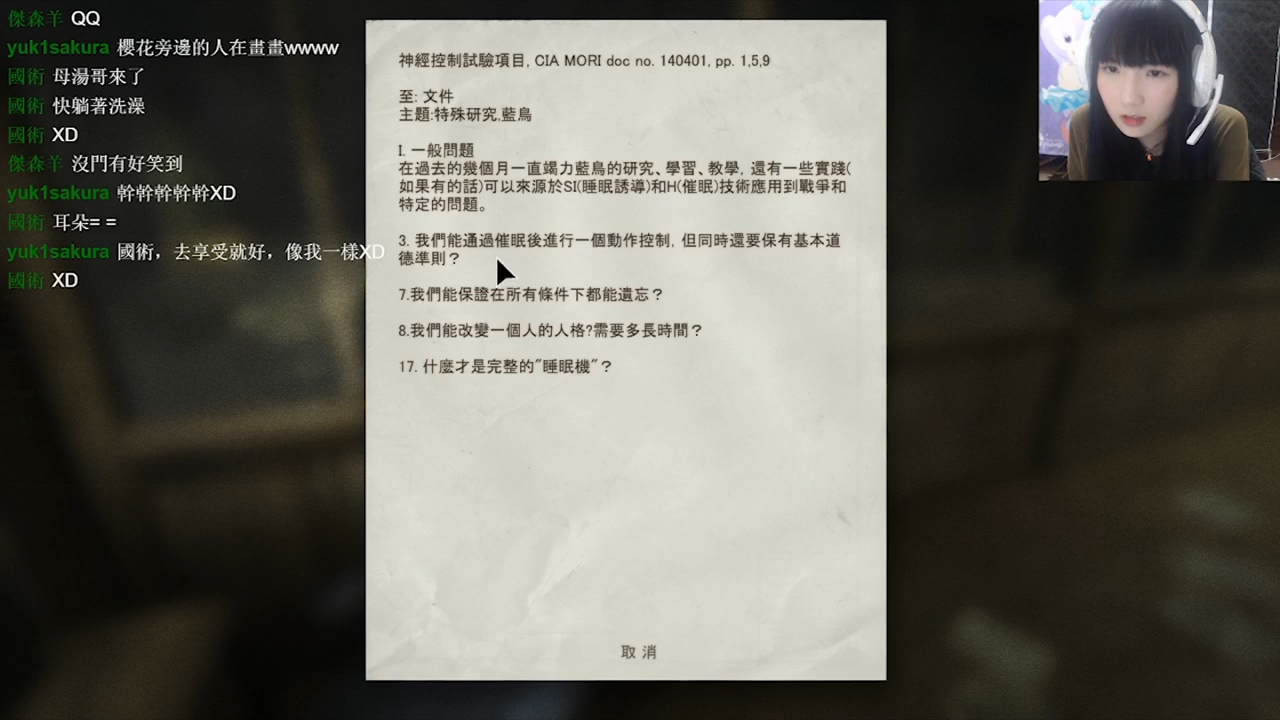 傑森羊 QQ
yuk1sakura 櫻花旁邊的人在畫畫wwww
國術 母湯哥來了
國術 快躺著洗澡
國術 XD
傑森羊 沒門有好笑到
yuk1sakura 幹幹幹幹幹XD
國術 耳朵= =
yuk1sakura 國術，去享受就好，像我一樣XD
國術 XD
神經控制試驗項目, CIA MORI doc no. 140401, pp. 1,5,9
至: 文件
主題:特殊研究,藍鳥
I. 一般問題
在過去的幾個月一直竭力藍鳥的研究、學習、教學, 還有一些實踐(
如果有的話)可以來源於SI(睡眠誘導)和H(催眠)技術應用到戰爭和
特定的問題。
3. 我們能通過催眠後進行一個動作控制, 但同時還要保有基本道
德準則？
7.我們能保證在所有條件下都能遺忘？
8.我們能改變一個人的人格?需要多長時間？
17. 什麼才是完整的"睡眠機"？
取消